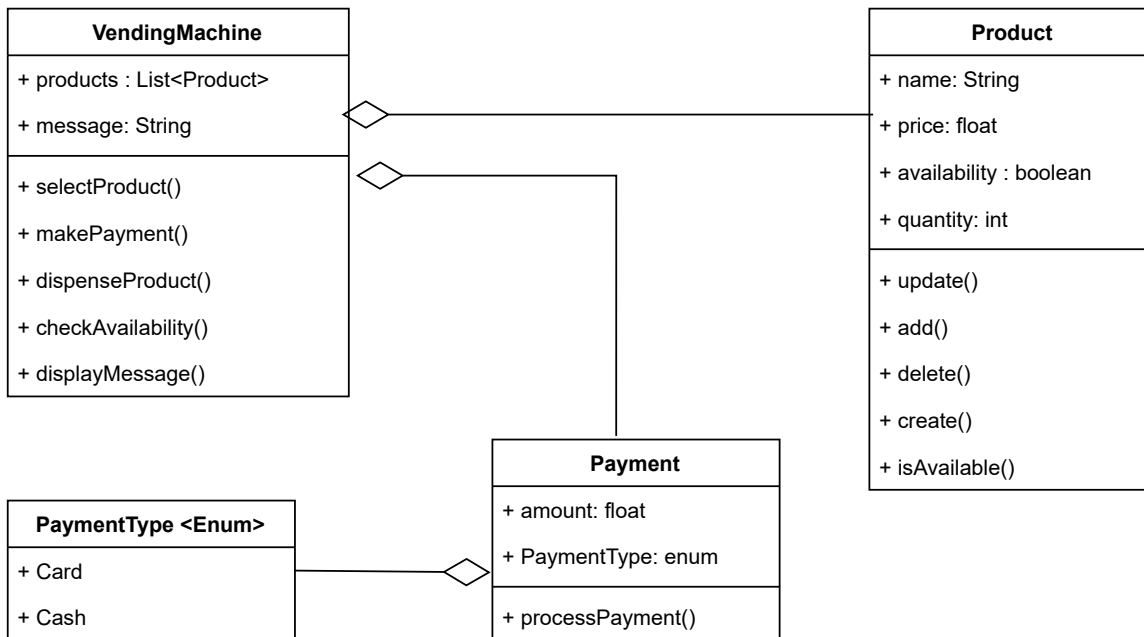 VendingMachine
+ products : List<Product>
+ message: String
+ selectProduct()
+ makePayment()
+ dispenseProduct()
+ checkAvailability()
+ displayMessage()
Product
+ name: String
+ price: float
+ availability : boolean
+ quantity: int
+ update()
+ add()
+ delete()
+ create()
+ isAvailable()
Payment
+ amount: float
+ PaymentType: enum
+ processPayment()
PaymentType <Enum>
+ Card
+ Cash